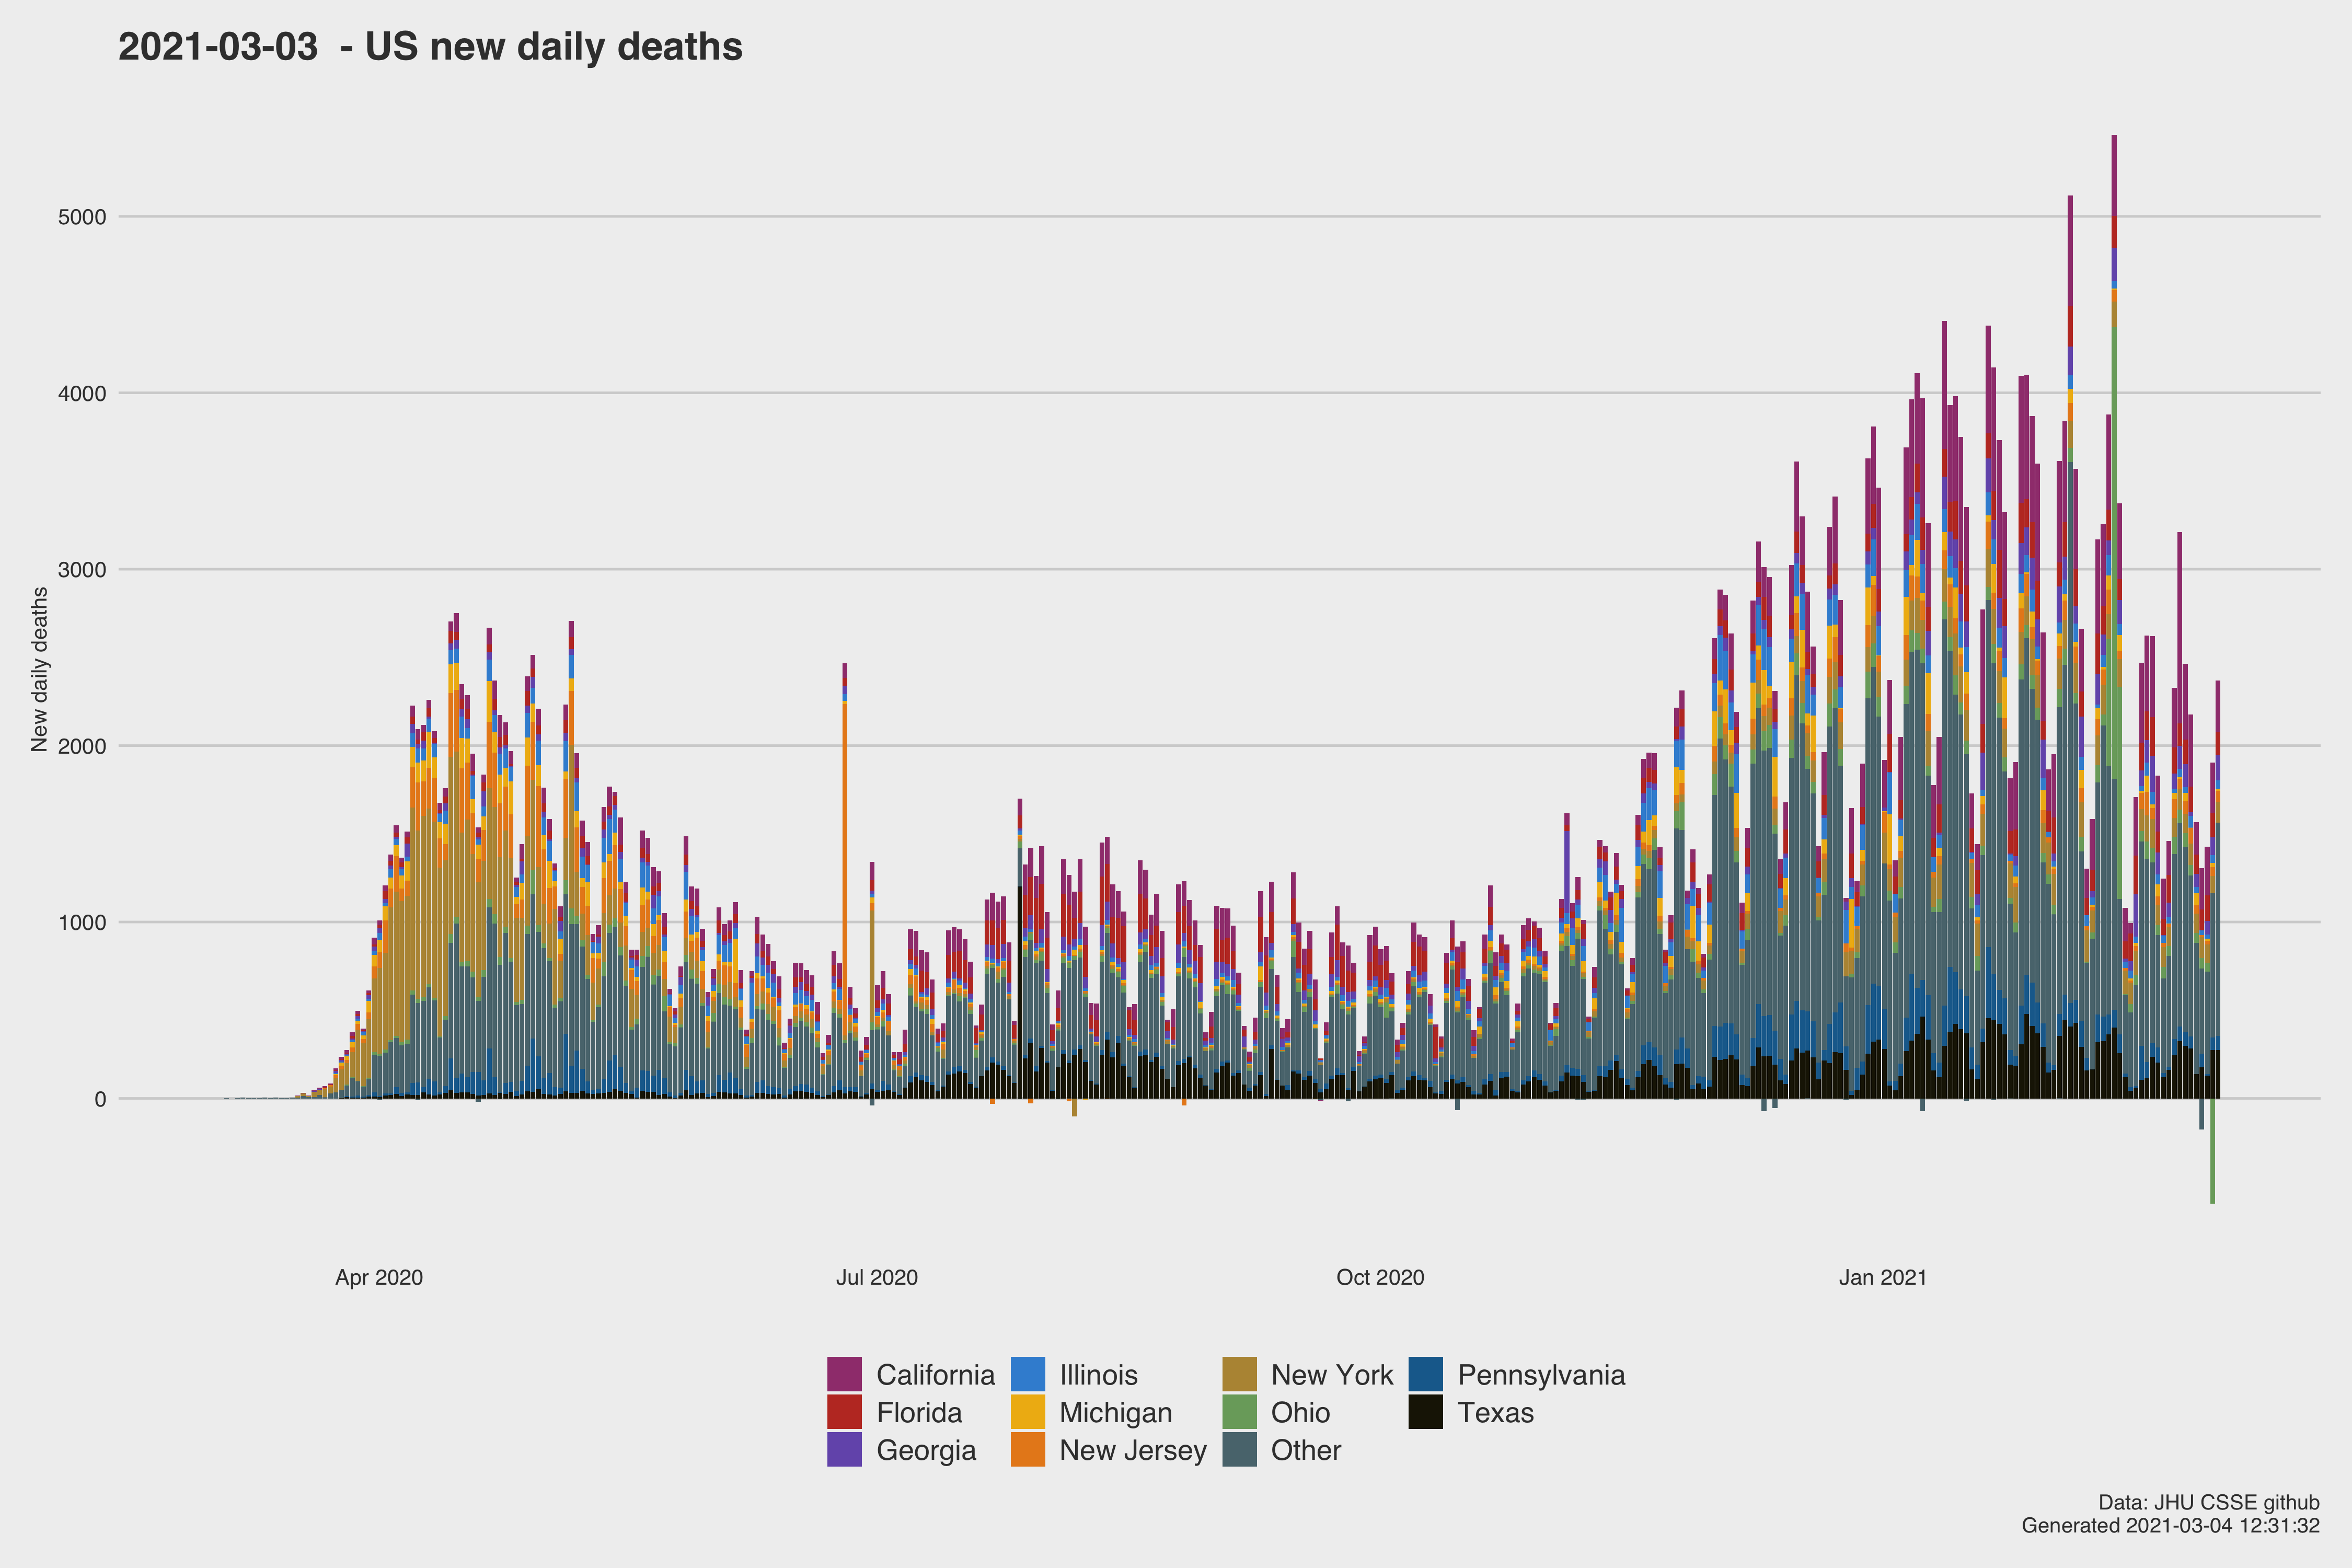 2021-03-03  - US new daily deaths
New daily deaths
5000
4000
3000
2000
1000
0
Apr 2020
Jul 2020
Oct 2020
Jan 2021
California
Florida
Georgia
Illinois
Michigan
New Jersey
New York
Ohio
Other
Pennsylvania
Texas
Data: JHU CSSE github
Generated 2021-03-04 12:31:32